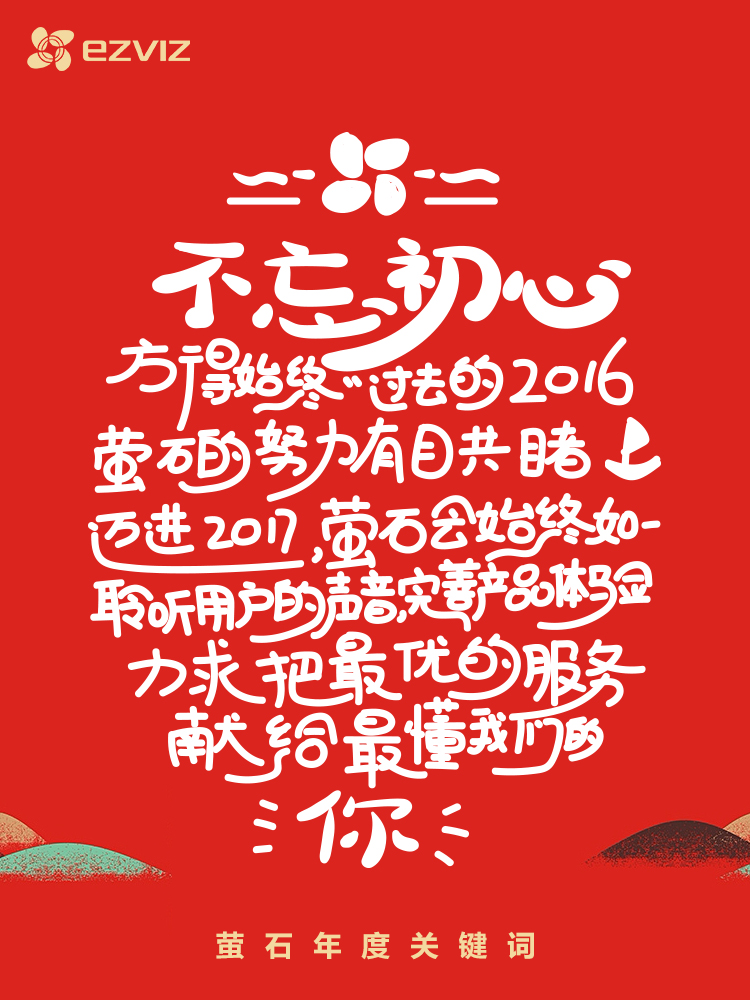 ezviz
不忘初心
方得始终“过去的2016
萤石的努力有目共睹
迈进2017,萤石会始终如一
聆听用户的声音,完善产品体验
力求把最优的服务
献给最懂我们的
你
萤石年度关键词